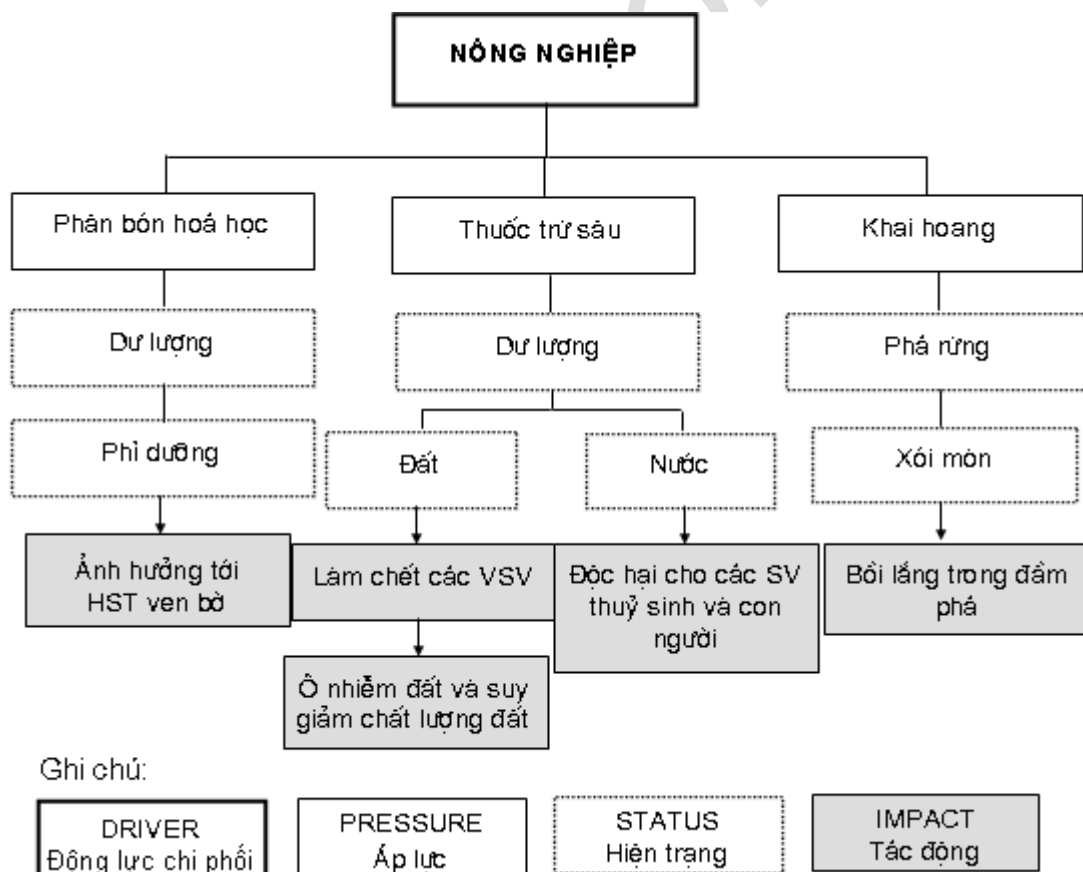 NÔNG NGHIỆP
Phân bón hoá học
Thuốc trừ sâu
Khai hoang
Dư lượng
Dư lượng
Phá rừng
Phì dưỡng
Đất
Nước
Xói mòn
Ảnh hưởng tới
HST ven bờ
Làm chết các VSV
Độc hại cho các SV
thuỷ sinh và con
người
Bồi lắng trong đầm
phá
Ô nhiễm đất và suy
giảm chất lượng đất
Ghi chú:
DRIVER
Động lực chi phối
PRESSURE
Áp lực
STATUS
Hiện trạng
IMPACT
Tác động